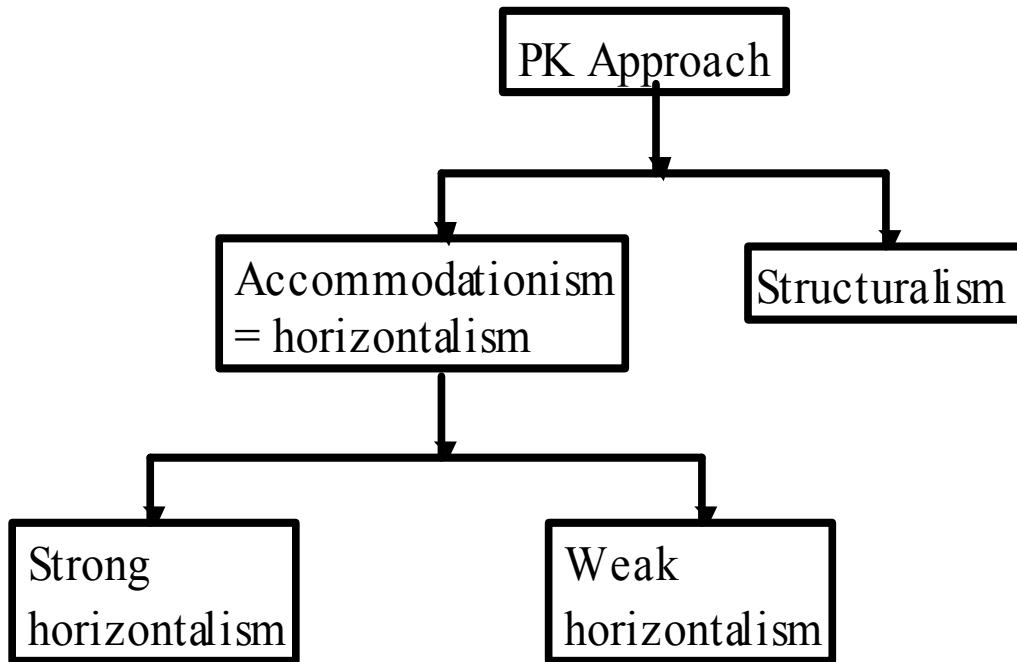 PK Approach
Accommodationism
= horizontalism
Structuralism
Strong
horizontalism
Weak
horizontalism